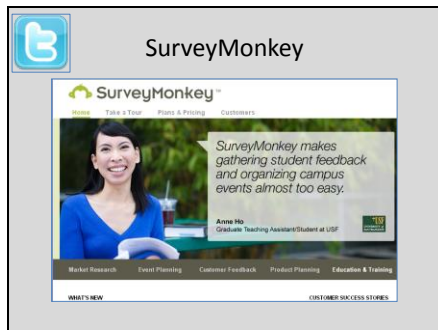 SurveyMonkey
SurveyMonkey™
Home Take a Tour Plans & Pricing Customers
SurveyMonkey makes
gathering student feedback
and organizing campus
events almost too easy.
Anne Ho
Graduate Teaching Assistant/Student at USF
Market Research Event Planning Customer Feedback Product Planning Education & Training
WHAT'S NEW CUSTOMER SUCCESS STORIES